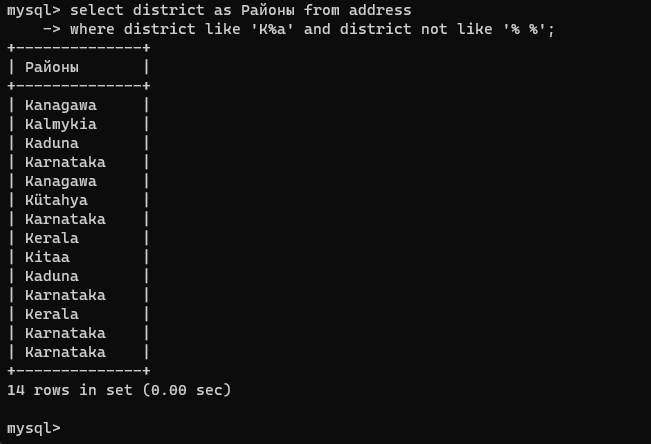 mysql> select district as Районы from address
    -> where district like 'K%a' and district not like '% %';
+--------------+
| Районы       |
+--------------+
| Kanagawa     |
| Kalmykia     |
| Kaduna       |
| Karnataka    |
| Kanagawa     |
| Kütahya      |
| Karnataka    |
| Kerala       |
| Kitaa        |
| Kaduna       |
| Karnataka    |
| Kerala       |
| Karnataka    |
| Karnataka    |
+--------------+
14 rows in set (0.00 sec)
mysql>